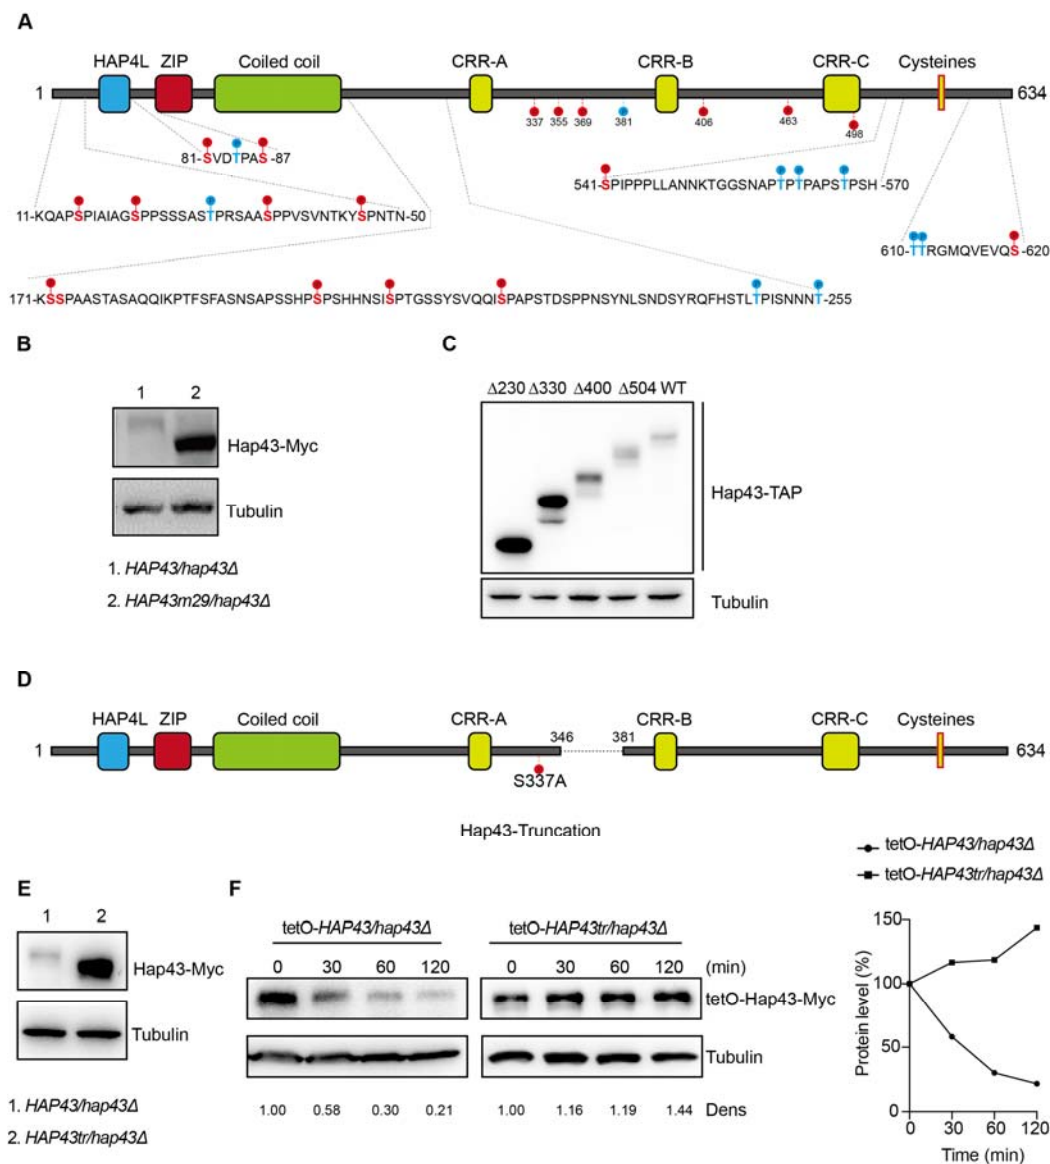 A
HAP4L ZIP Coiled coil CRR-A CRR-B CRR-C Cysteines
1 634
337 355 369 381 406 463 498
81-SVDTPAS-87
541-SPIPPPLLANNKTGGSNAPTPTPAPSTPSH-570
11-KQAPSPIAIAGSPPSSSASTPRSAASPPVSVNTKYSPNTN-50
610-TTRGMQVEVQS-620
171-KSSPAASTASAQQIKPTFSFASNSAPSSHPSPSHHNSISPTGSSYSVQQISPAPSTDSPPNSYNLSNDSYRQFHSTLTPISNNNT-255
B
1 2
Hap43-Myc
Tubulin
1. HAP43/hap43Δ
2. HAP43m29/hap43Δ
C
Δ230 Δ330 Δ400 Δ504 WT
Hap43-TAP
Tubulin
D
HAP4L ZIP Coiled coil CRR-A CRR-B CRR-C Cysteines
1 346 381 634
S337A
Hap43-Truncation
E
1 2
Hap43-Myc
Tubulin
1. HAP43/hap43Δ
2. HAP43tr/hap43Δ
F
tetO-HAP43/hap43Δ tetO-HAP43tr/hap43Δ
0 30 60 120 0 30 60 120 (min)
tetO-Hap43-Myc
Tubulin
1.00 0.58 0.30 0.21 1.00 1.16 1.19 1.44 Dens
tetO-HAP43/hap43Δ
tetO-HAP43tr/hap43Δ
Protein level (%)
150
100
50
0
0 30 60 120
Time (min)